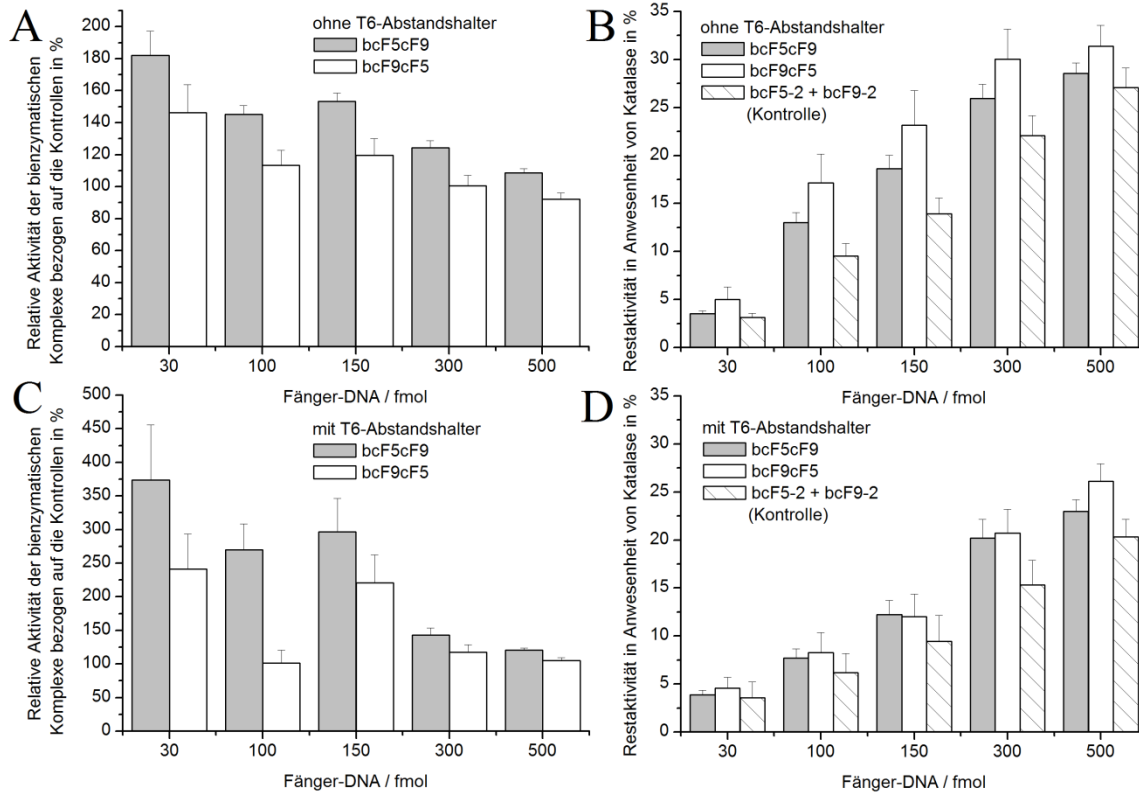 A
Relative Aktivität der bienzymatischen
Komplexe bezogen auf die Kontrollen in %
200
180
160
140
120
100
80
60
40
20
0
ohne T6-Abstandshalter
bcF5cF9
bcF9cF5
30 100 150 300 500
Fänger-DNA / fmol
B
Restaktivität in Anwesenheit von Katalase in %
35
30
25
20
15
10
5
0
ohne T6-Abstandshalter
bcF5cF9
bcF9cF5
bcF5-2 + bcF9-2
(Kontrolle)
30 100 150 300 500
Fänger-DNA / fmol
C
Relative Aktivität der bienzymatischen
Komplexe bezogen auf die Kontrollen in %
500
450
400
350
300
250
200
150
100
50
0
mit T6-Abstandshalter
bcF5cF9
bcF9cF5
30 100 150 300 500
Fänger-DNA / fmol
D
Restaktivität in Anwesenheit von Katalase in %
35
30
25
20
15
10
5
0
mit T6-Abstandshalter
bcF5cF9
bcF9cF5
bcF5-2 + bcF9-2
(Kontrolle)
30 100 150 300 500
Fänger-DNA / fmol